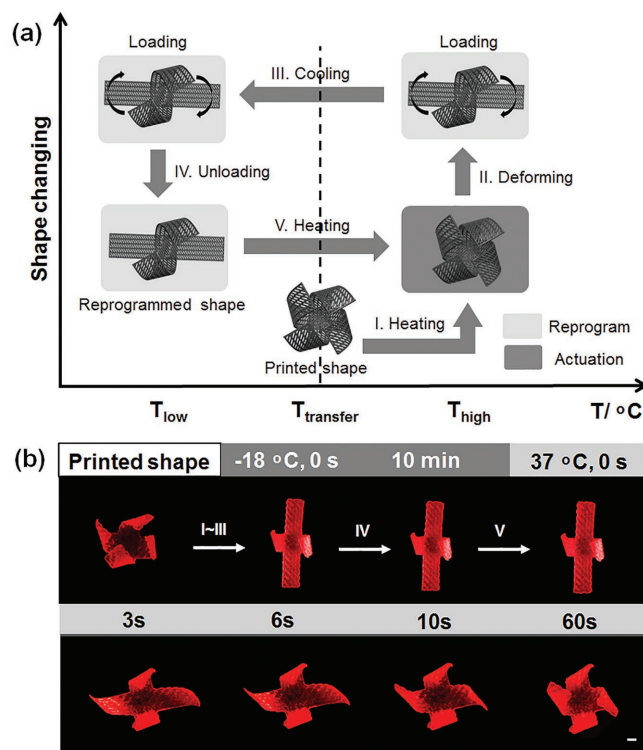 (a)
Loading
Loading
III. Cooling
IV. Unloading
II. Deforming
V. Heating
Reprogrammed shape
I. Heating
Printed shape
Reprogram
Actuation
Shape changing
T_low T_transfer T_high T/ °C
(b)
Printed shape -18 °C, 0 s 10 min 37 °C, 0 s
I~III IV V
3s 6s 10s 60s